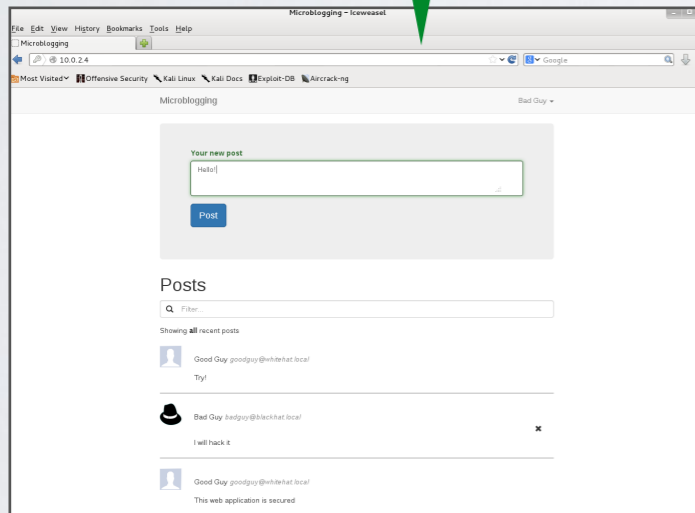 Microblogging - Iceweasel
File Edit View History Bookmarks Tools Help
Microblogging
10.0.2.4
Google
Most Visited Offensive Security Kali Linux Kali Docs Exploit-DB Aircrack-ng
Microblogging Bad Guy
Your new post
Hello!
Post
Posts
Filter...
Showing all recent posts
Good Guy goodguy@whitehat.local
Try!
Bad Guy badguy@blackhat.local
I will hack it
Good Guy goodguy@whitehat.local
This web application is secured